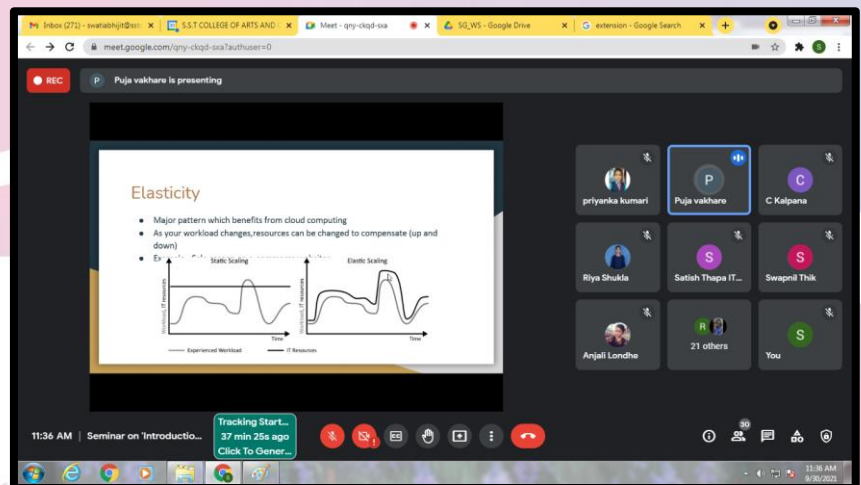 Inbox (271) - swatiabhijit@sst
S.S.T COLLEGE OF ARTS AND
Meet - qny-ckqd-sxa
SG_WS - Google Drive
extension - Google Search
meet.google.com/qny-ckqd-sxa?authuser=0
REC
P
Puja vakhare is presenting
Elasticity
Major pattern which benefits from cloud computing
As your workload changes,resources can be changed to compensate (up and
down)
Static Scaling
Elastic Scaling
Workload, IT resources
Workload, IT resources
Time
Time
Experienced Workload
IT Resources
priyanka kumari
P
Puja vakhare
C
C Kalpana
Riya Shukla
S
Satish Thapa IT...
S
Swapnil Thik
Anjali Londhe
R
21 others
S
You
11:36 AM | Seminar on 'Introductio...
Tracking Start...
37 min 25s ago
Click To Gener...
30
11:36 AM
9/30/2021